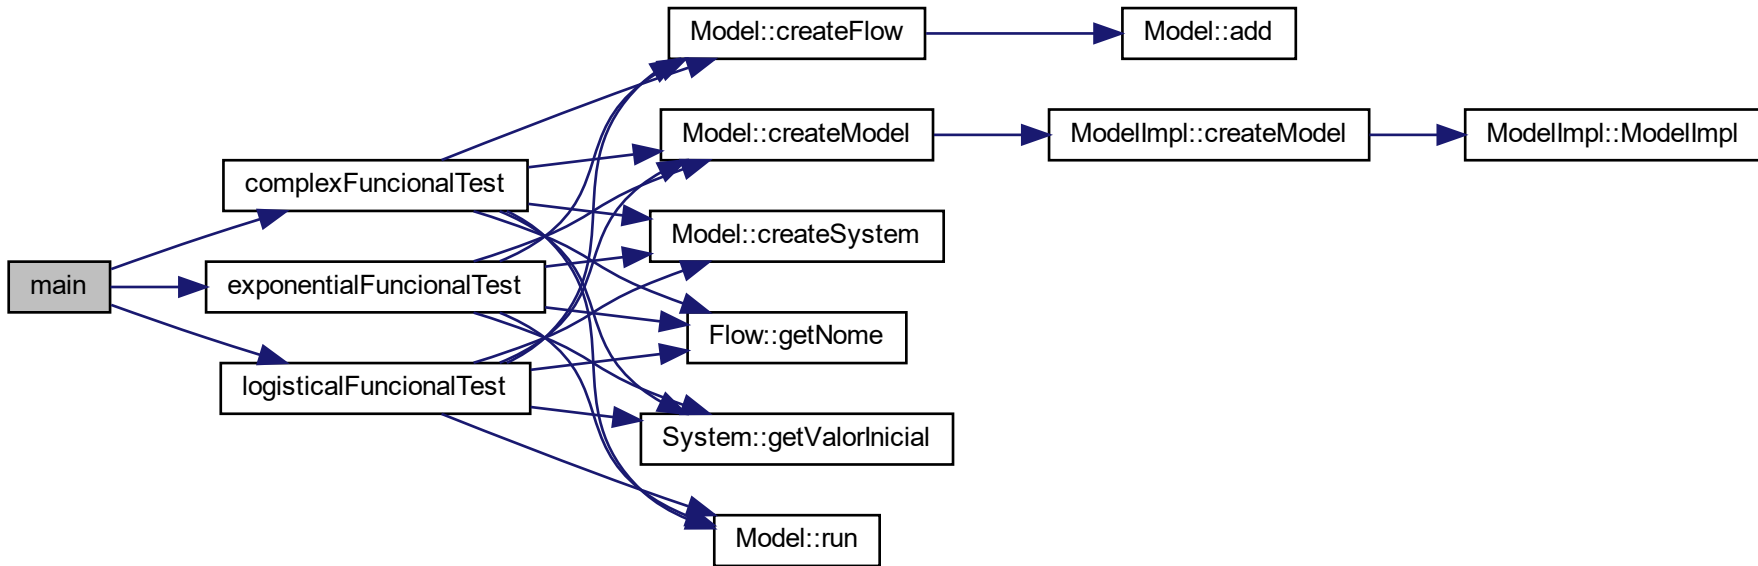 main
complexFuncionalTest
exponentialFuncionalTest
logisticalFuncionalTest
Model::createFlow
Model::createModel
Model::createSystem
Flow::getNome
System::getValorInicial
Model::run
Model::add
ModelImpl::createModel
ModelImpl::ModelImpl